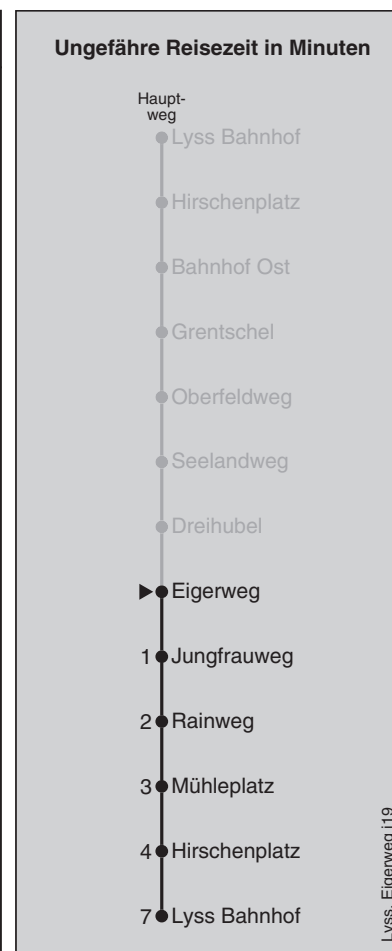 Ungefähre Reisezeit in Minuten
Haupt-
weg
Lyss Bahnhof
Hirschenplatz
Bahnhof Ost
Grentschel
Oberfeldweg
Seelandweg
Dreihubel
Eigerweg
1 Jungfrauweg
2 Rainweg
3 Mühleplatz
4 Hirschenplatz
7 Lyss Bahnhof
Lyss, Eigerweg j19